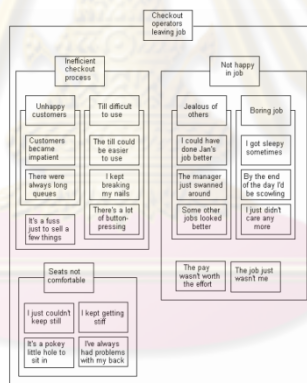 Checkout
operators
leaving job
Inefficient
checkout
process
Not happy
in job
Unhappy
customers
Till difficult
to use
Jealous of
others
Boring job
Customers
became
impatient
The till could
be easier
to use
I could have
done Jan's
job better
I got sleepy
sometimes
There were
always long
queues
I kept
breaking
my nails
The manager
just swanned
around
By the end
of the day I'd
be scowling
It's a fuss
just to sell a
few things
There's a lot
of button-
pressing
Some other
jobs looked
better
I just didn't
care any
more
Seats not
comfortable
The pay
wasn't worth
the effort
The job just
wasn't me
I just couldn't
keep still
I kept getting
stiff
It's a pokey
little hole to
sit in
I've always
had problems
with my back